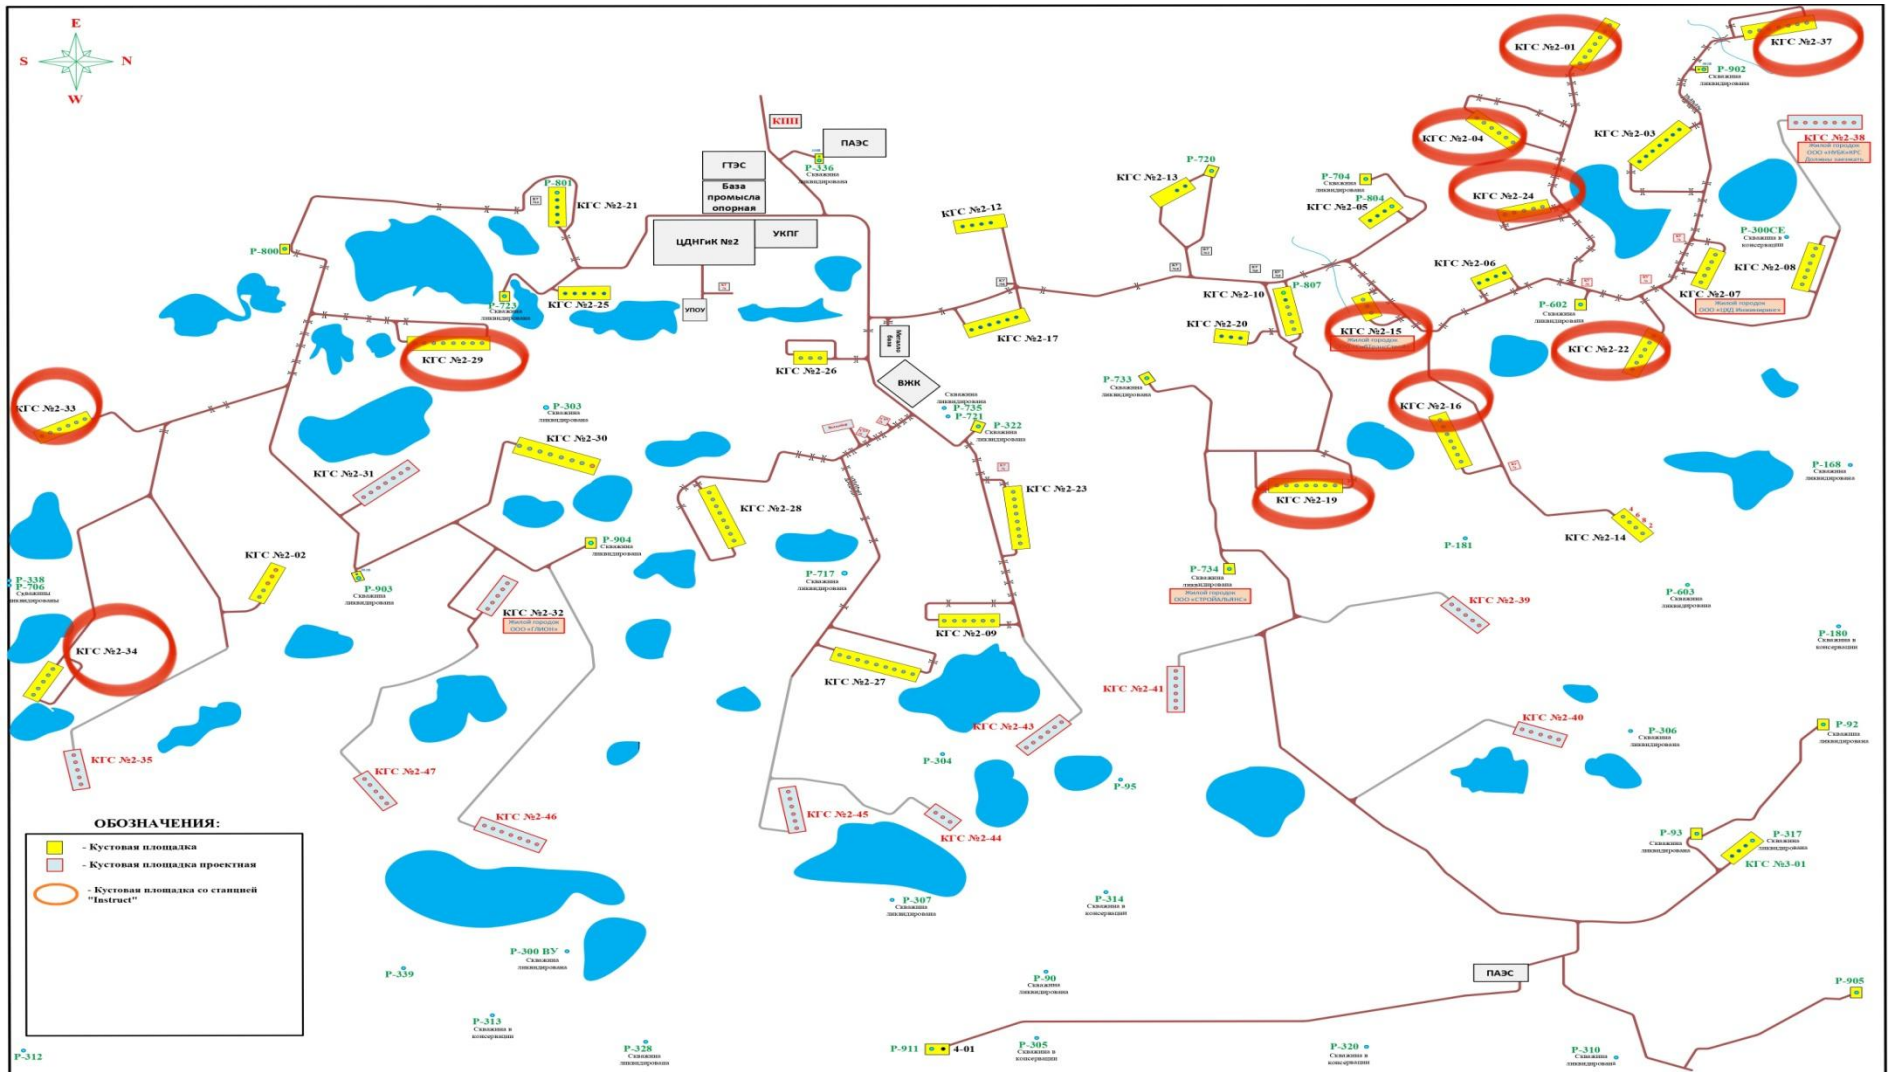 E
S
N
W
КГС №2-01
КГС №2-37
Р-902
Скважина
ликвидирована
КПП
ПАЭС
КГС №2-04
КГС №2-03
КГС №2-38
Жилой городок
ГТЭС
Р-336
Скважина
ликвидирована
База
промысла
опорная
Р-720
КГС №2-13
Р-704
Скважина
ликвидирована
Р-801
КГС №2-21
КГС №2-24
Р-804
КГС №2-05
КГС №2-12
УКПГ
ЦДНГиК №2
Р-300СЕ
Скважина в
консервации
Р-800
КГС №2-06
КГС №2-08
КГС №2-10
Р-807
КГС №2-07
Жилой городок
Р-723
Скважина
ликвидирована
КГС №2-25
УПОУ
Р-602
Скважина
ликвидирована
КГС №2-20
КГС №2-15
Жилой городок
КГС №2-17
КГС №2-22
КГС №2-29
КГС №2-26
ВЖК
Р-733
Скважина
ликвидирована
КГС №2-33
Р-303
Скважина
ликвидирована
Скважина
ликвидирована
Р-735
Р-721
Р-322
Скважина
ликвидирована
КГС №2-16
КГС №2-30
КГС №2-31
Р-168
Скважина
ликвидирована
КГС №2-23
КГС №2-19
КГС №2-28
КГС №2-14
Р-904
Скважина
ликвидирована
Р-181
КГС №2-02
Р-717
Скважина
ликвидирована
Р-734
Скважина
ликвидирована
Жилой городок
ООО «СТРОЙАЛЬЯНС»
Р-338
Р-706
Скважины
ликвидированы
Р-903
Скважина
ликвидирована
Р-603
Скважина
ликвидирована
КГС №2-32
Жилой городок
КГС №2-39
Р-180
Скважина в
консервации
КГС №2-09
КГС №2-34
КГС №2-27
КГС №2-41
КГС №2-43
КГС №2-40
Р-306
Скважина
ликвидирована
Р-92
Скважина
ликвидирована
КГС №2-35
КГС №2-47
Р-304
Р-95
КГС №2-46
КГС №2-45
КГС №2-44
Р-93
Скважина
ликвидирована
Р-317
Скважина
ликвидирована
КГС №3-01
ОБОЗНАЧЕНИЯ:
- Кустовая площадка
- Кустовая площадка проектная
- Кустовая площадка со станцией
"Instruct"
Р-307
Скважина
ликвидирована
Р-314
Скважина в
консервации
Р-300 ВУ
Скважина
ликвидирована
Р-339
Р-90
Скважина
ликвидирована
ПАЭС
Р-905
Р-313
Скважина в
консервации
Р-312
Р-328
Скважина
ликвидирована
Р-911
4-01
Р-305
Скважина в
консервации
Р-320
Скважина в
консервации
Р-310
Скважина
ликвидирована